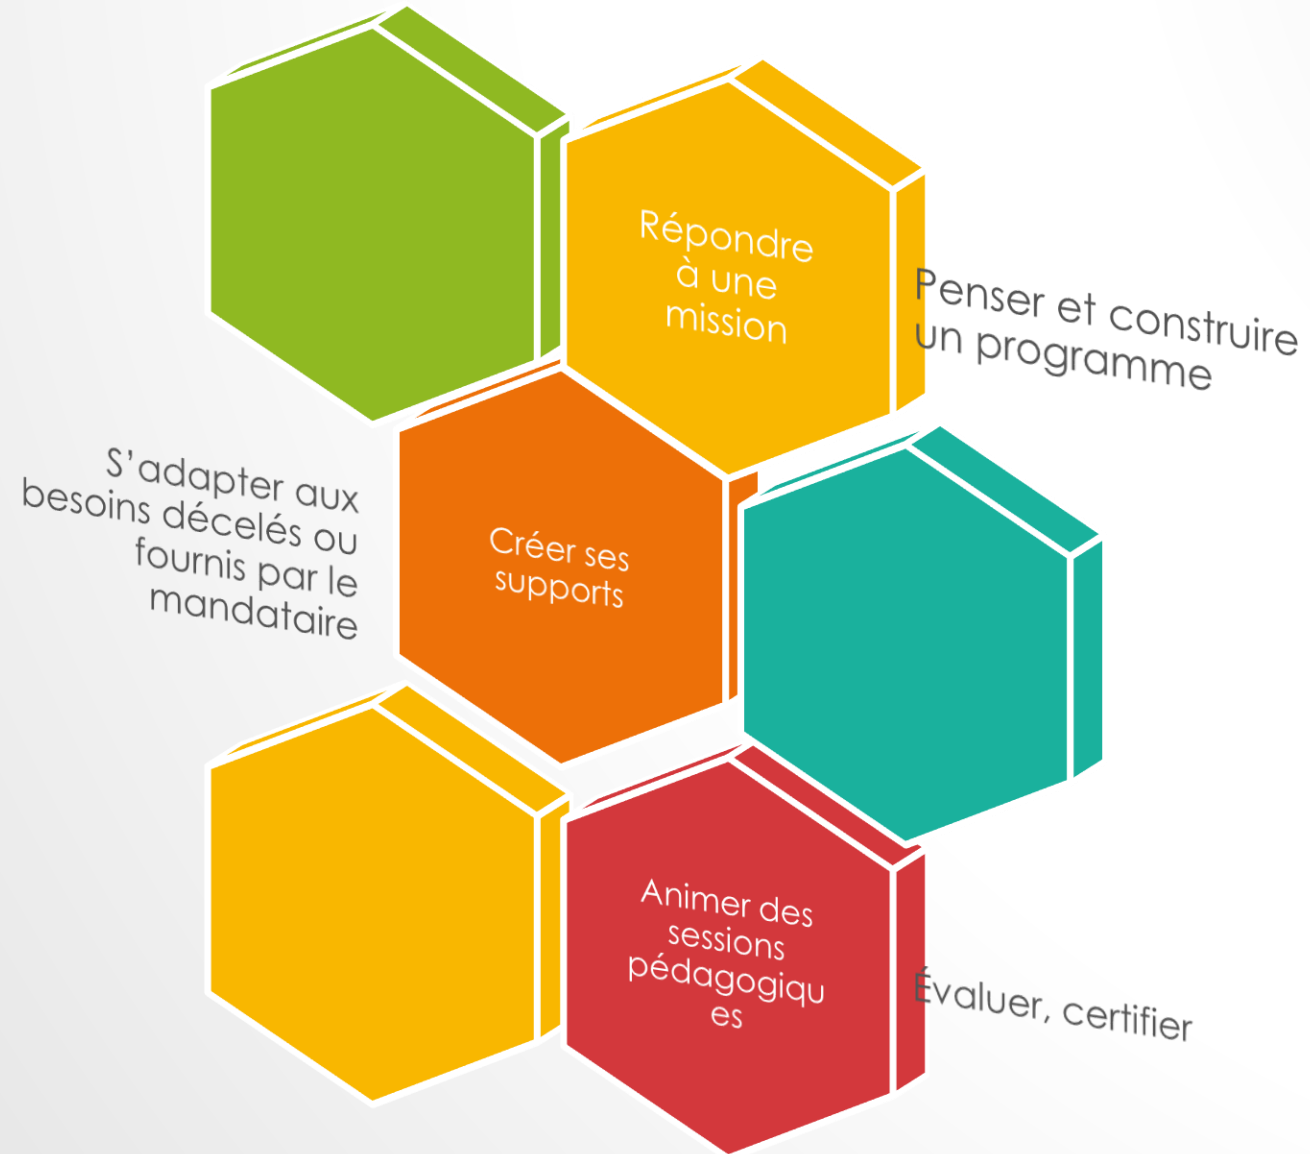 Répondre
à une
mission
Penser et construire
un programme
S’adapter aux
besoins décelés ou
fournis par le
mandataire
Créer ses
supports
Animer des
sessions
pédagogiqu
es
Évaluer, certifier